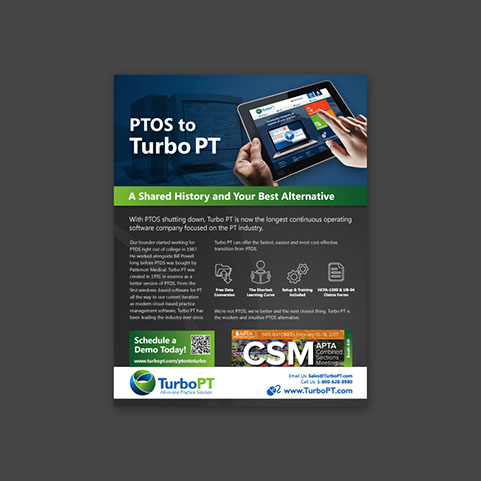 PTOS to
Turbo PT
A Shared History and Your Best Alternative
With PTOS shutting down, Turbo PT is now the longest continuous operating
software company focused on the PT industry.
Our founder started working for
PTOS right out of college in 1987.
He worked alongside Bill Powell
long before PTOS was bought by
Patterson Medical. Turbo PT was
created in 1991 in essence as a
better version of PTOS. From the
first windows-based software for PT
all the way to our current iteration
as modern cloud-based practice
management software, Turbo PT has
been leading the industry ever since.
Turbo PT can offer the fastest, easiest and most cost effective
transition from PTOS.
Free Data
Conversion
The Shortest
Learning Curve
Setup & Training
Included
HCFA-1500 & UB-04
Claims Forms
We're not PTOS, we're better and the next closest thing. Turbo PT is
the modern and intuitive PTOS alternative.
Schedule a
Demo Today!
www.turbopt.com/ptostoturbo
APTA
SAN ANTONIO • February 15-18, 2017
CSM
APTA
Combined
Sections
Meeting
TurboPT
All-in-one Practice Solution
Email Us: Sales@TurboPT.com
Call Us: 1-800-628-8980
www.TurboPT.com